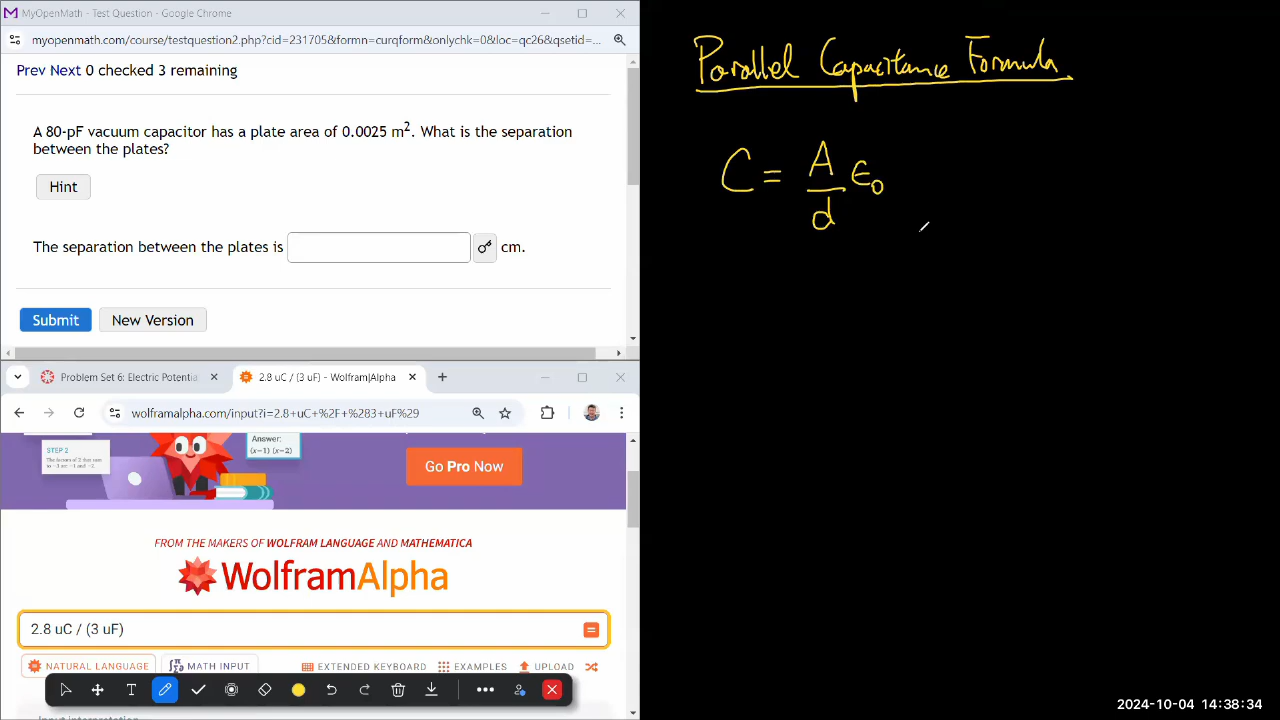 MyOpenMath - Test Question - Google Chrome
myopenmath.com/course/testquestion2.php?cid=231705&formn=curqform&onlychk=0&loc=qc26&qsetid=...
Prev Next 0 checked 3 remaining
A 80-pF vacuum capacitor has a plate area of 0.0025 m². What is the separation
between the plates?
Hint
The separation between the plates is cm.
Submit New Version
Problem Set 6: Electric Potentia
2.8 uC / (3 uF) - Wolfram|Alpha
wolframalpha.com/input?i=2.8+uC+%2F+%283+uF%29
STEP 2
Answer:
(x=1) (x=2)
Go Pro Now
FROM THE MAKERS OF WOLFRAM LANGUAGE AND MATHEMATICA
WolframAlpha
2.8 uC / (3 uF)
NATURAL LANGUAGE MATH INPUT EXTENDED KEYBOARD EXAMPLES UPLOAD
Parallel Capacitance Formula
C = A/d ε₀
2024-10-04 14:38:34